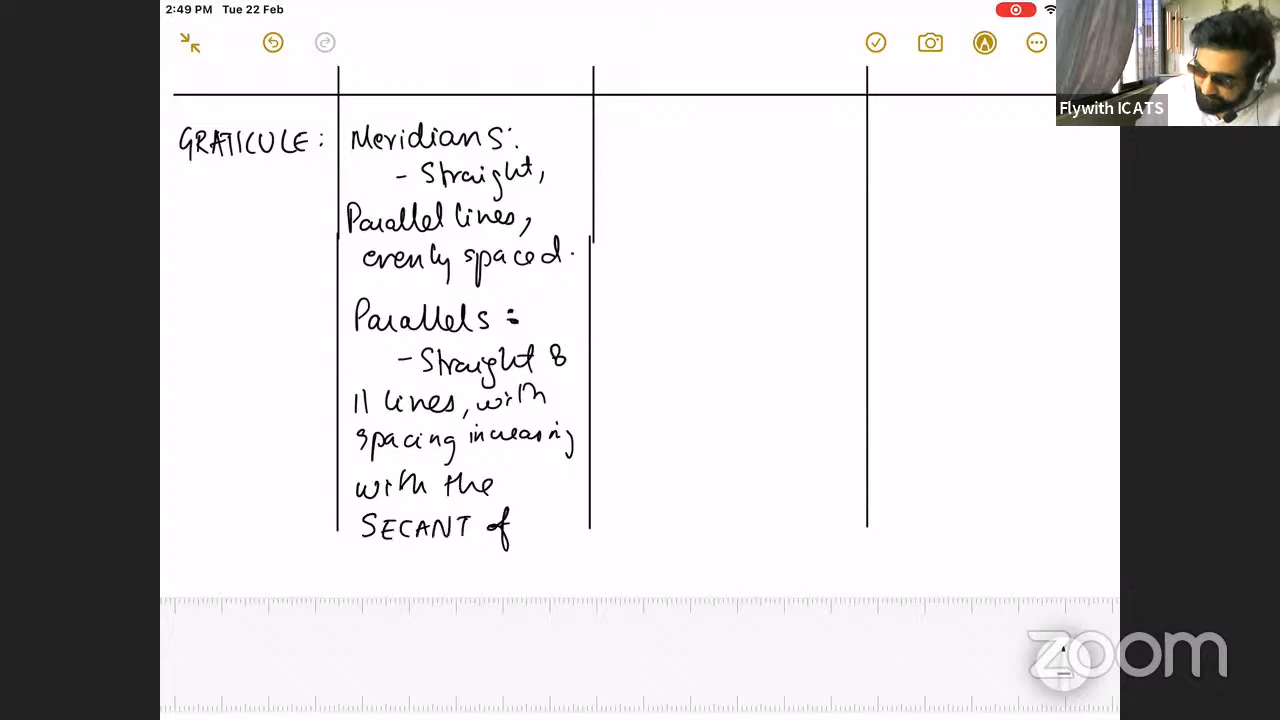 2:49 PM Tue 22 Feb
Flywith ICATS
GRATICULE :
Meridians:
- Straight,
Parallel lines,
evenly spaced.
Parallels :
- Straight &
11 lines, with
spacing increasing
with the
SECANT of
zoom